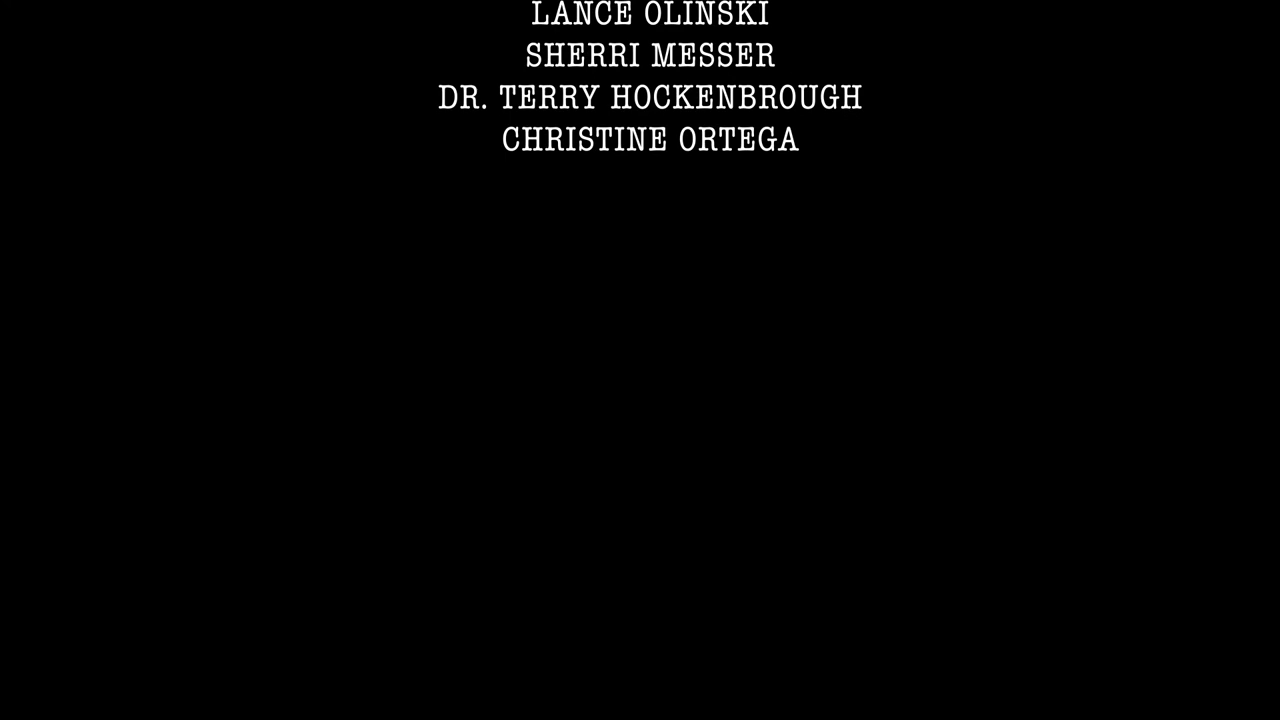 LANCE OLINSKI
SHERRI MESSER
DR. TERRY HOCKENBROUGH
CHRISTINE ORTEGA